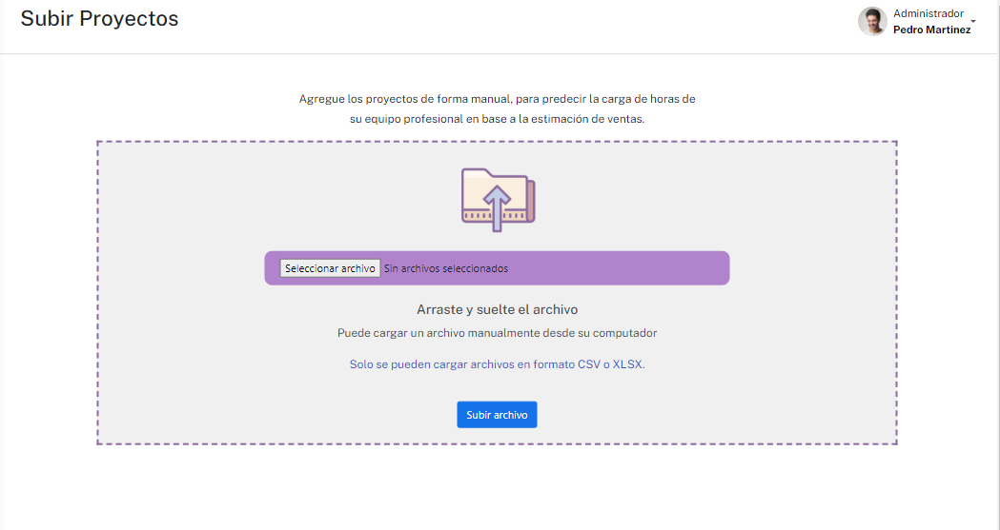 Subir Proyectos
Administrador
Pedro Martinez
Agregue los proyectos de forma manual, para predecir la carga de horas de
su equipo profesional en base a la estimación de ventas.
Seleccionar archivo Sin archivos seleccionados
Arraste y suelte el archivo
Puede cargar un archivo manualmente desde su computador
Solo se pueden cargar archivos en formato CSV o XLSX.
Subir archivo